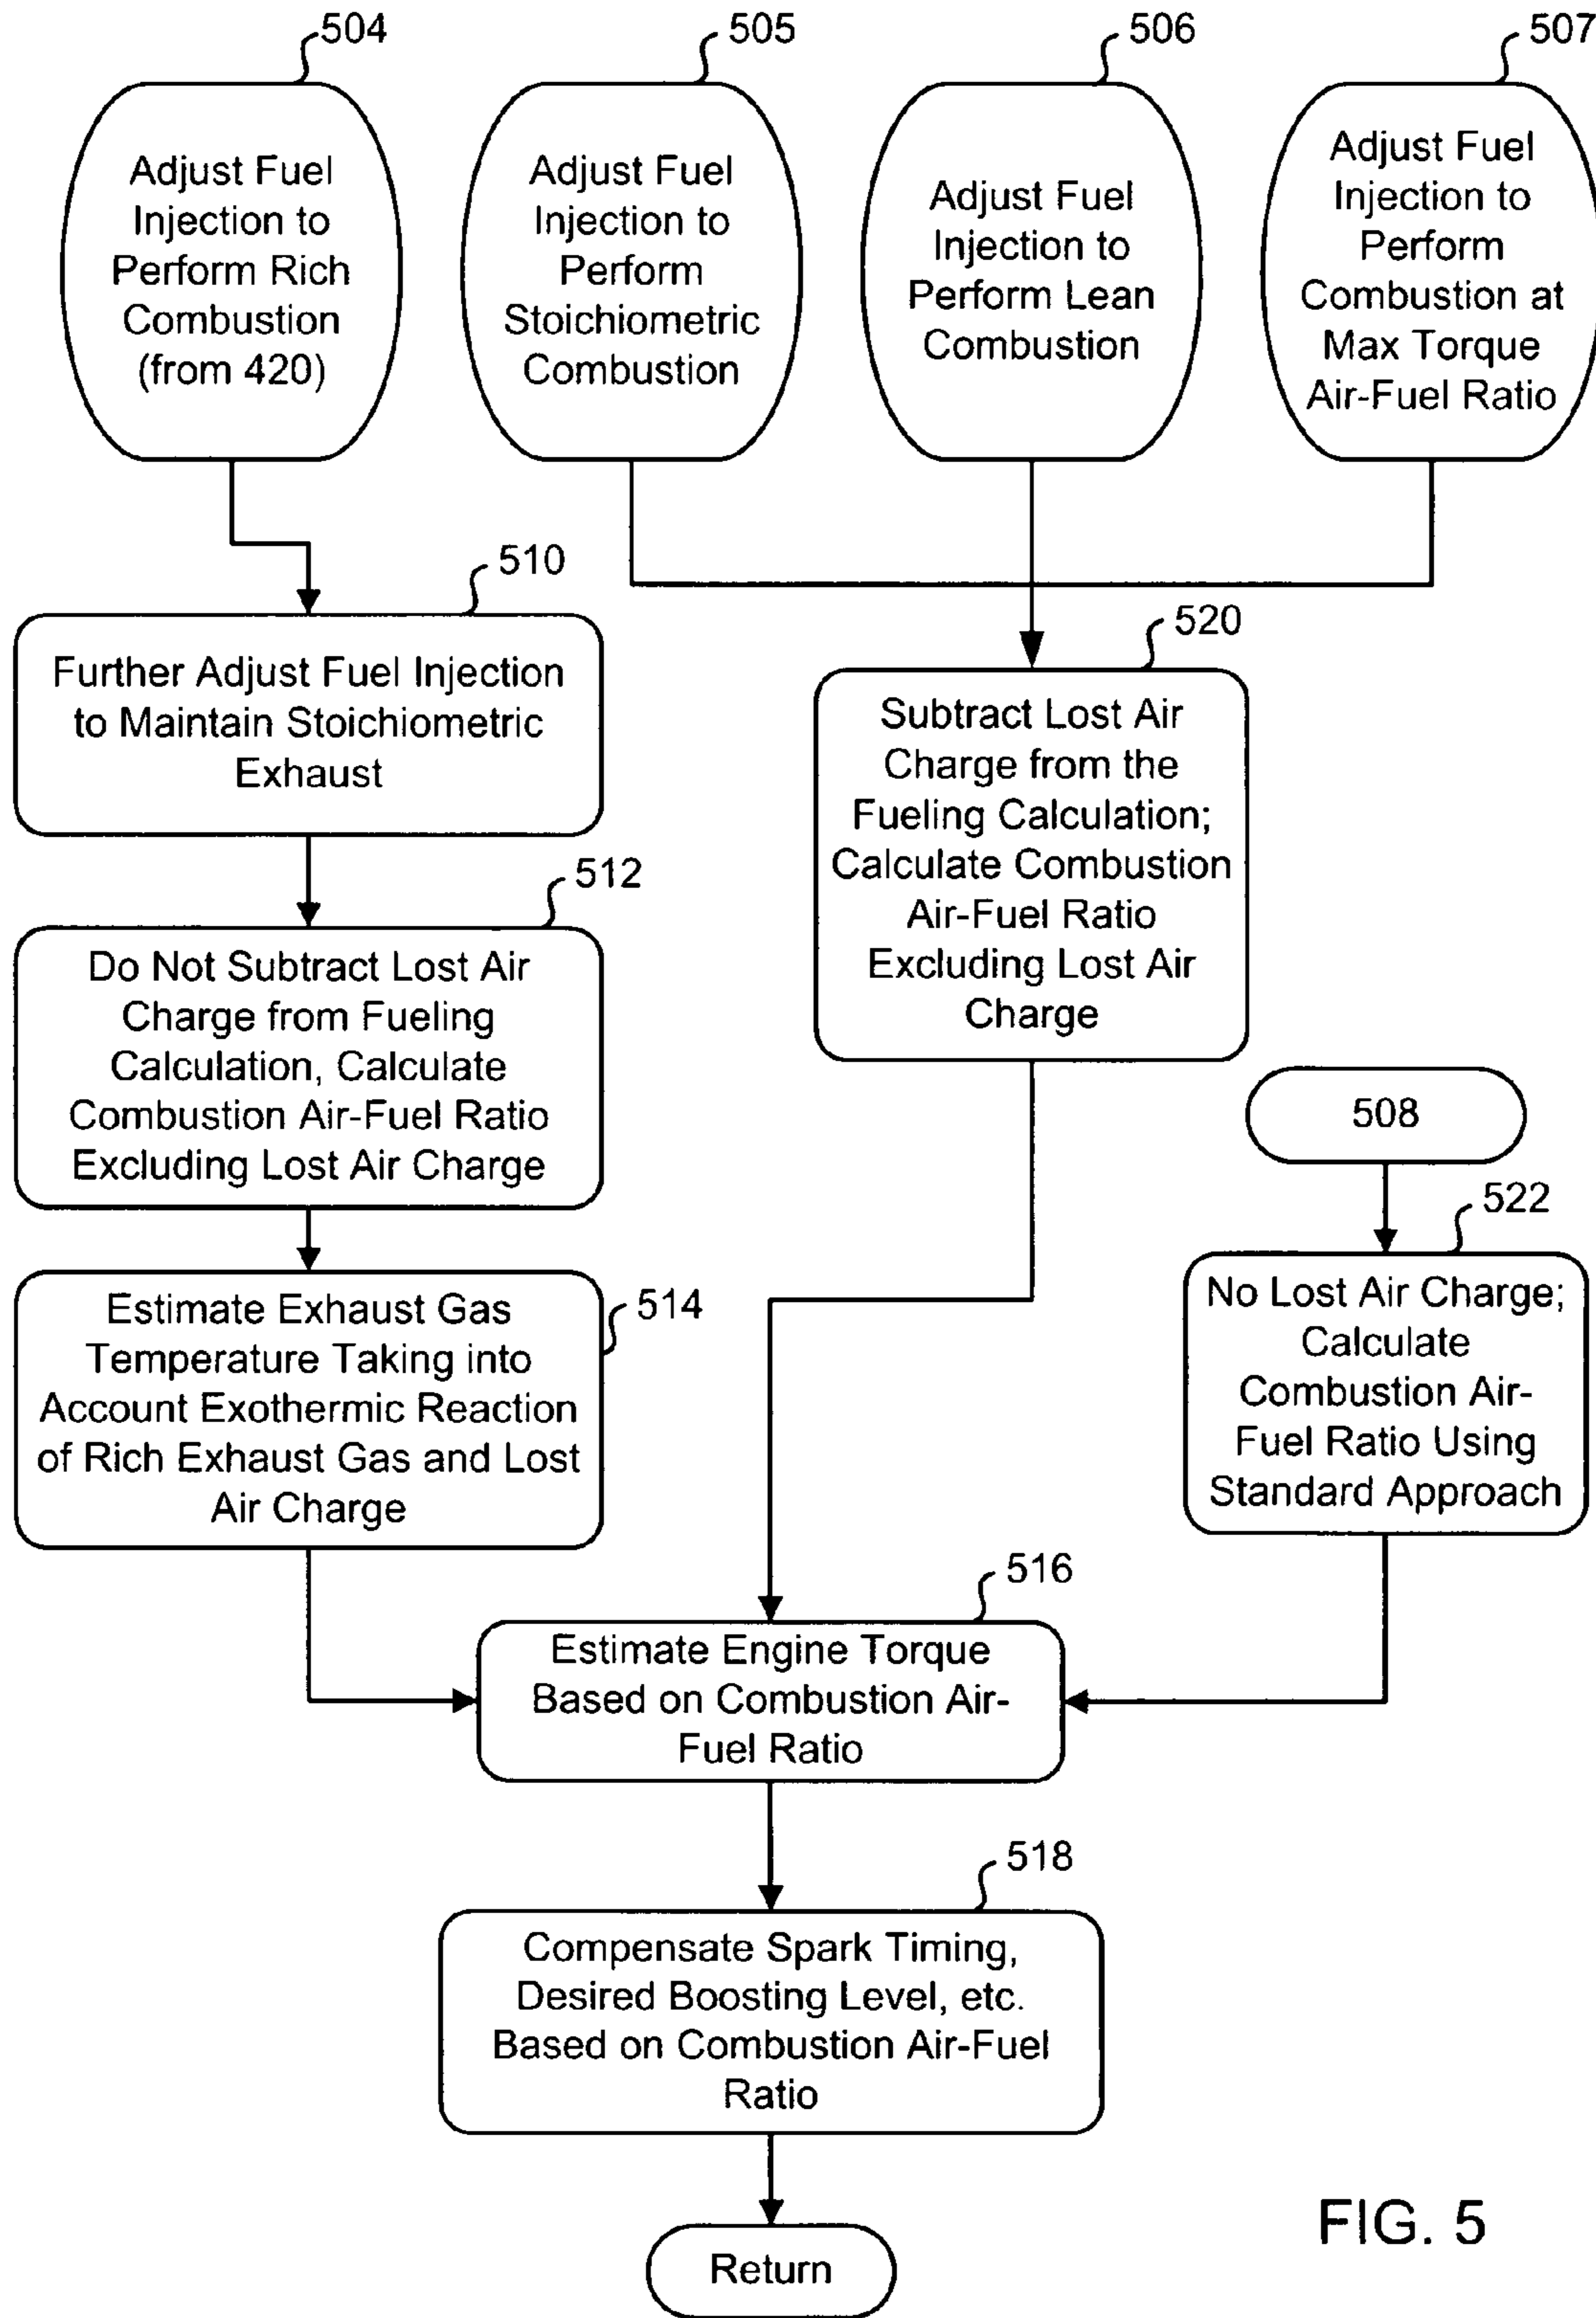 504
505
506
507
Adjust Fuel
Injection to
Perform Rich
Combustion
(from 420)
Adjust Fuel
Injection to
Perform
Stoichiometric
Combustion
Adjust Fuel
Injection to
Perform Lean
Combustion
Adjust Fuel
Injection to
Perform
Combustion at
Max Torque
Air-Fuel Ratio
510
Further Adjust Fuel Injection
to Maintain Stoichiometric
Exhaust
520
Subtract Lost Air
Charge from the
Fueling Calculation;
Calculate Combustion
Air-Fuel Ratio
Excluding Lost Air
Charge
512
Do Not Subtract Lost Air
Charge from Fueling
Calculation, Calculate
Combustion Air-Fuel Ratio
Excluding Lost Air Charge
508
522
No Lost Air Charge;
Calculate
Combustion Air-
Fuel Ratio Using
Standard Approach
514
Estimate Exhaust Gas
Temperature Taking into
Account Exothermic Reaction
of Rich Exhaust Gas and Lost
Air Charge
516
Estimate Engine Torque
Based on Combustion Air-
Fuel Ratio
518
Compensate Spark Timing,
Desired Boosting Level, etc.
Based on Combustion Air-Fuel
Ratio
Return
FIG. 5